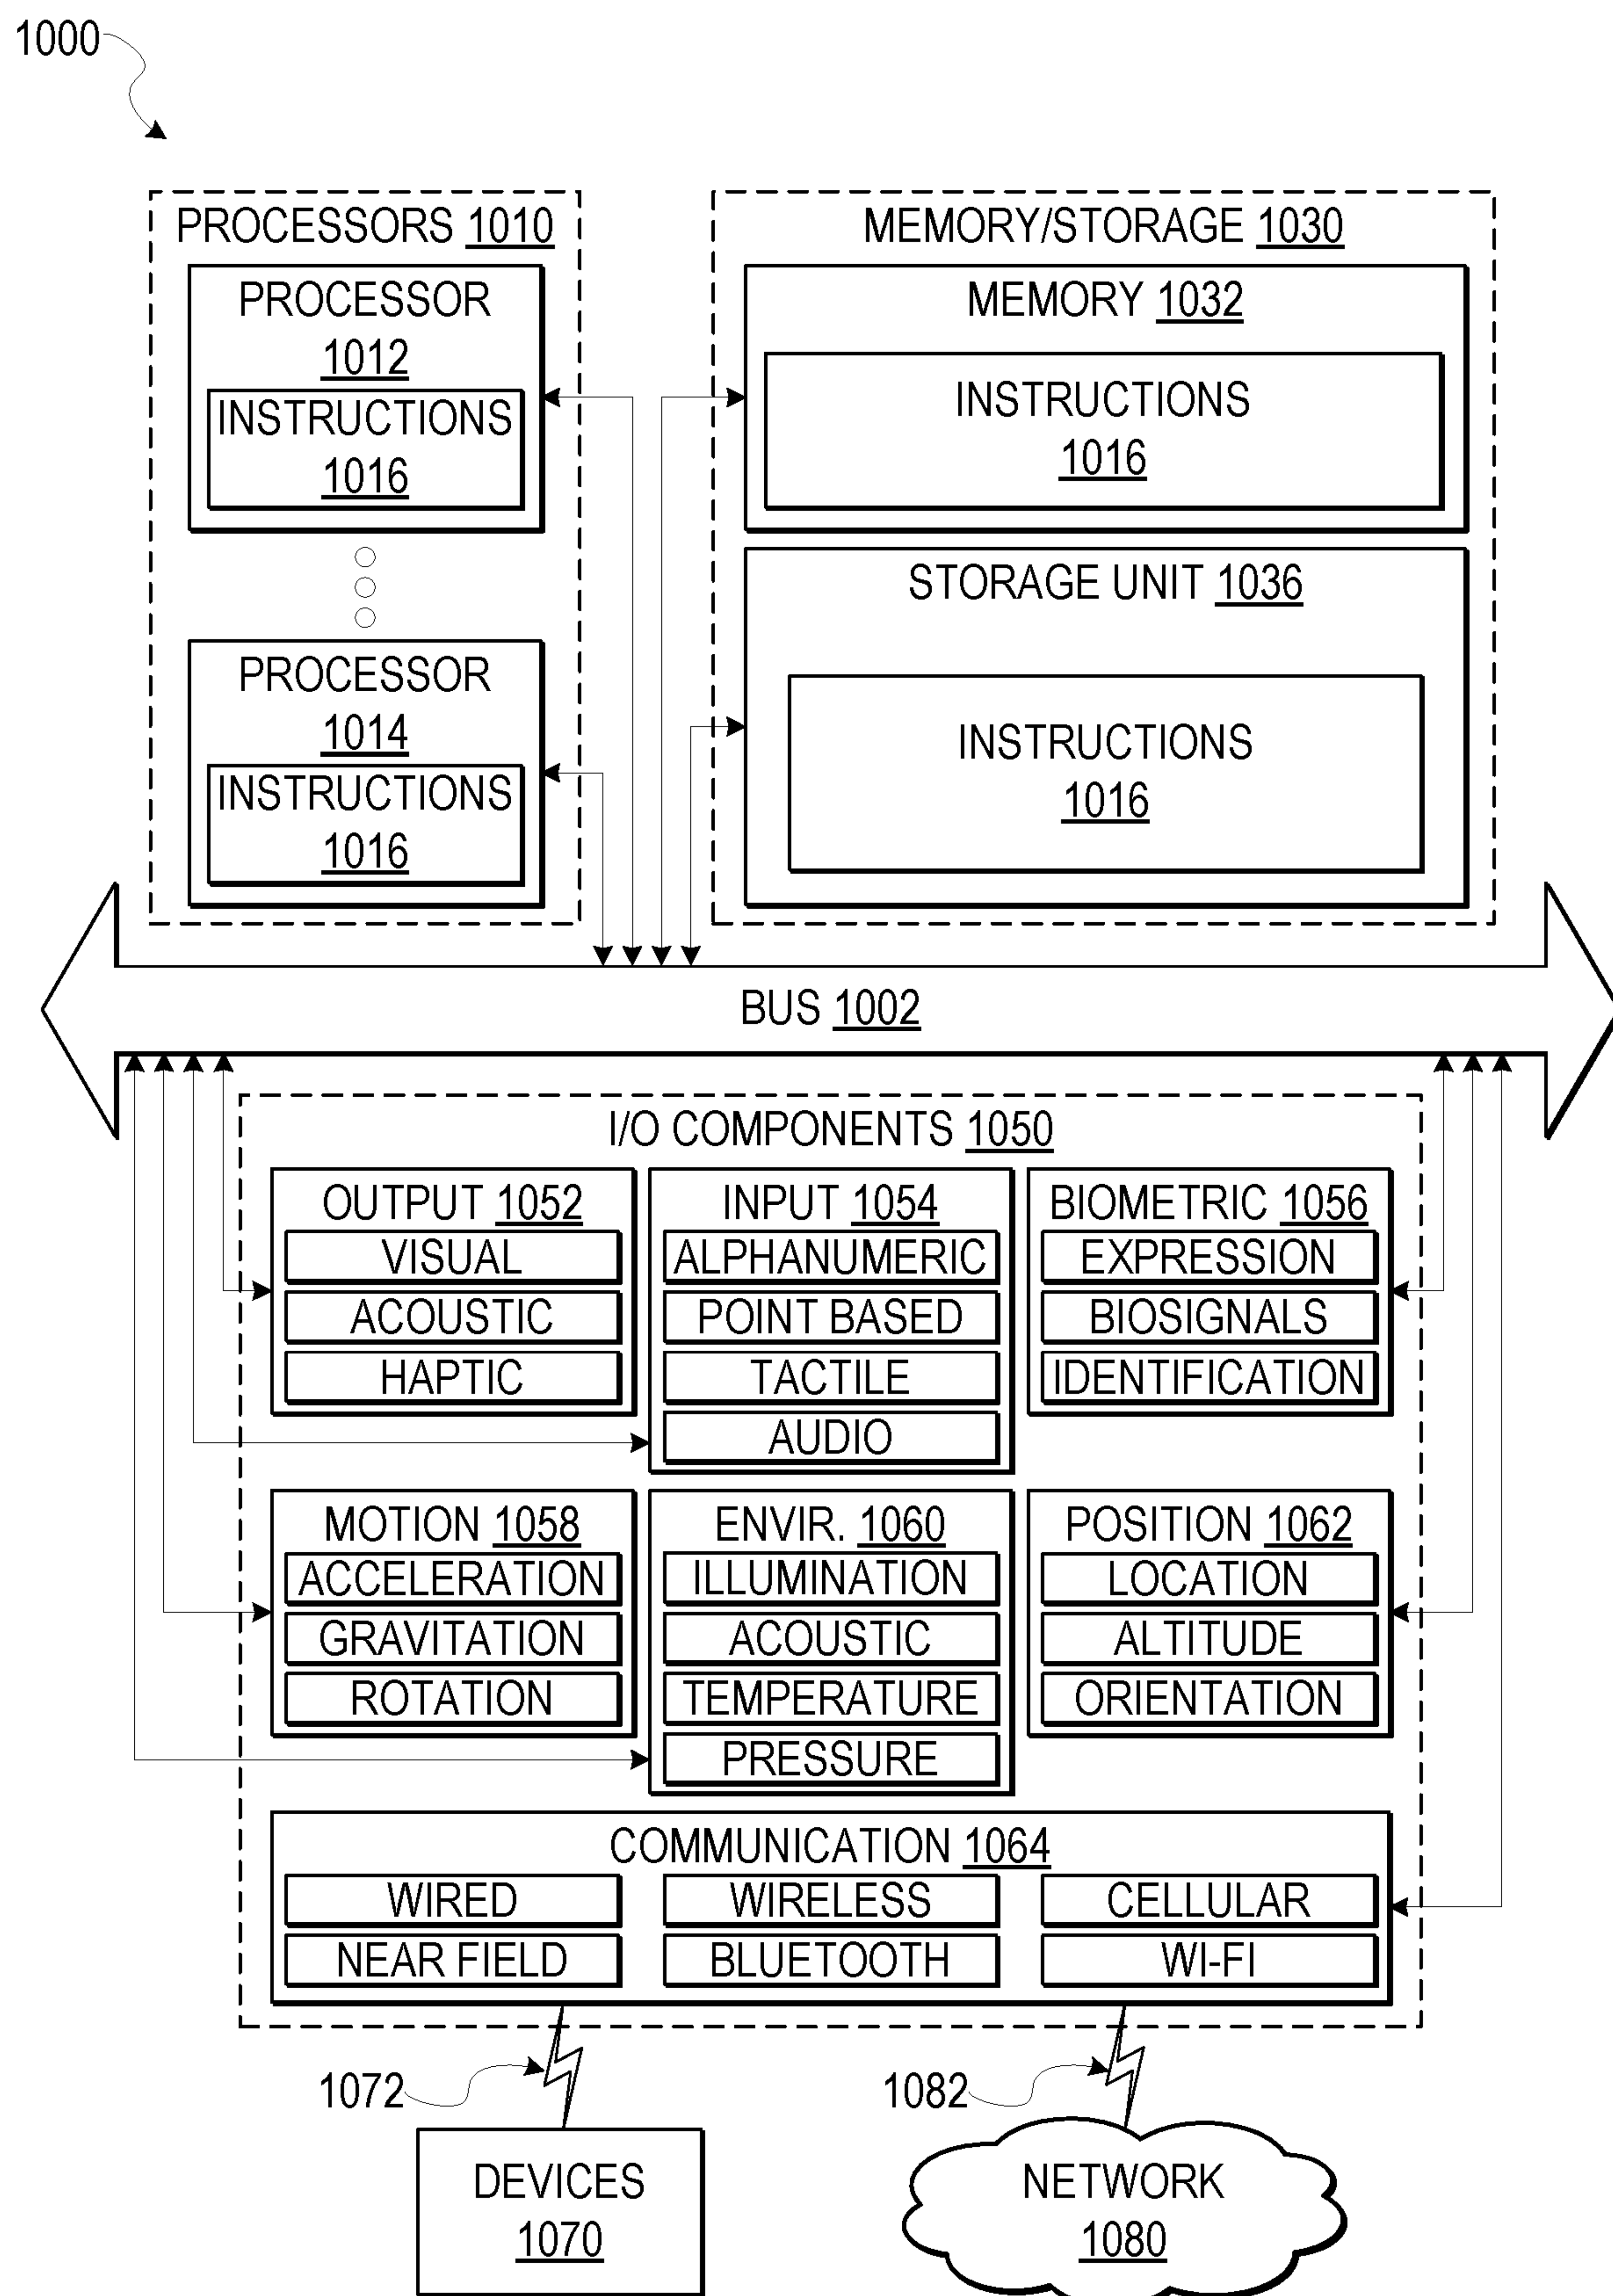 1000
PROCESSORS 1010
PROCESSOR
1012
INSTRUCTIONS
1016
PROCESSOR
1014
INSTRUCTIONS
1016
MEMORY/STORAGE 1030
MEMORY 1032
INSTRUCTIONS
1016
STORAGE UNIT 1036
INSTRUCTIONS
1016
BUS 1002
I/O COMPONENTS 1050
OUTPUT 1052
VISUAL
ACOUSTIC
HAPTIC
INPUT 1054
ALPHANUMERIC
POINT BASED
TACTILE
AUDIO
BIOMETRIC 1056
EXPRESSION
BIOSIGNALS
IDENTIFICATION
MOTION 1058
ACCELERATION
GRAVITATION
ROTATION
ENVIR. 1060
ILLUMINATION
ACOUSTIC
TEMPERATURE
PRESSURE
POSITION 1062
LOCATION
ALTITUDE
ORIENTATION
COMMUNICATION 1064
WIRED
WIRELESS
CELLULAR
NEAR FIELD
BLUETOOTH
WI-FI
1072
1082
DEVICES
1070
NETWORK
1080